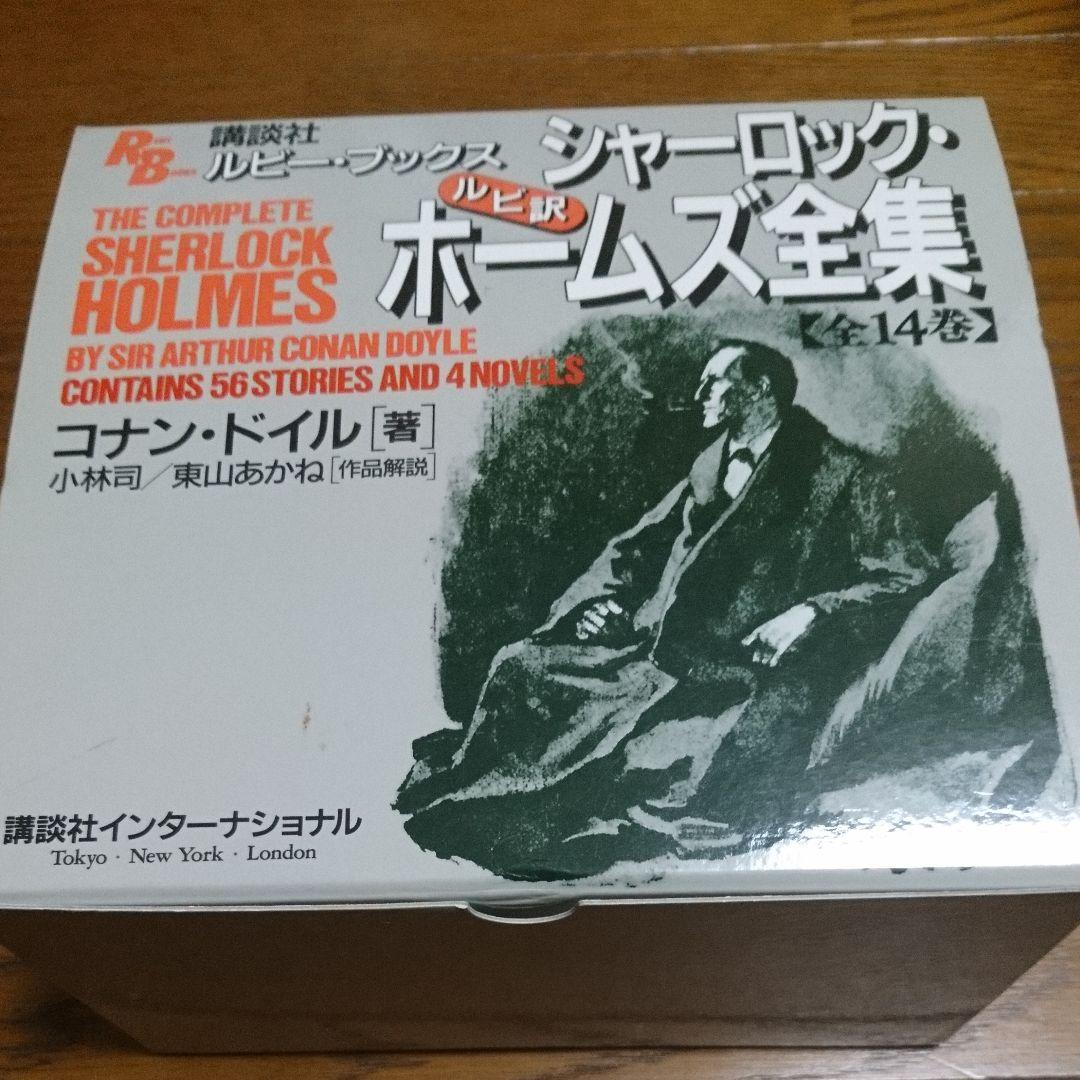 RUBY BOOKS
講談社
ルビー・ブックス
シャーロック・
ルビ訳
ホームズ全集
【全14巻】
THE COMPLETE
SHERLOCK
HOLMES
BY SIR ARTHUR CONAN DOYLE
CONTAINS 56 STORIES AND 4 NOVELS
コナン・ドイル[著]
小林司／東山あかね[作品解説]
講談社インターナショナル
Tokyo · New York · London